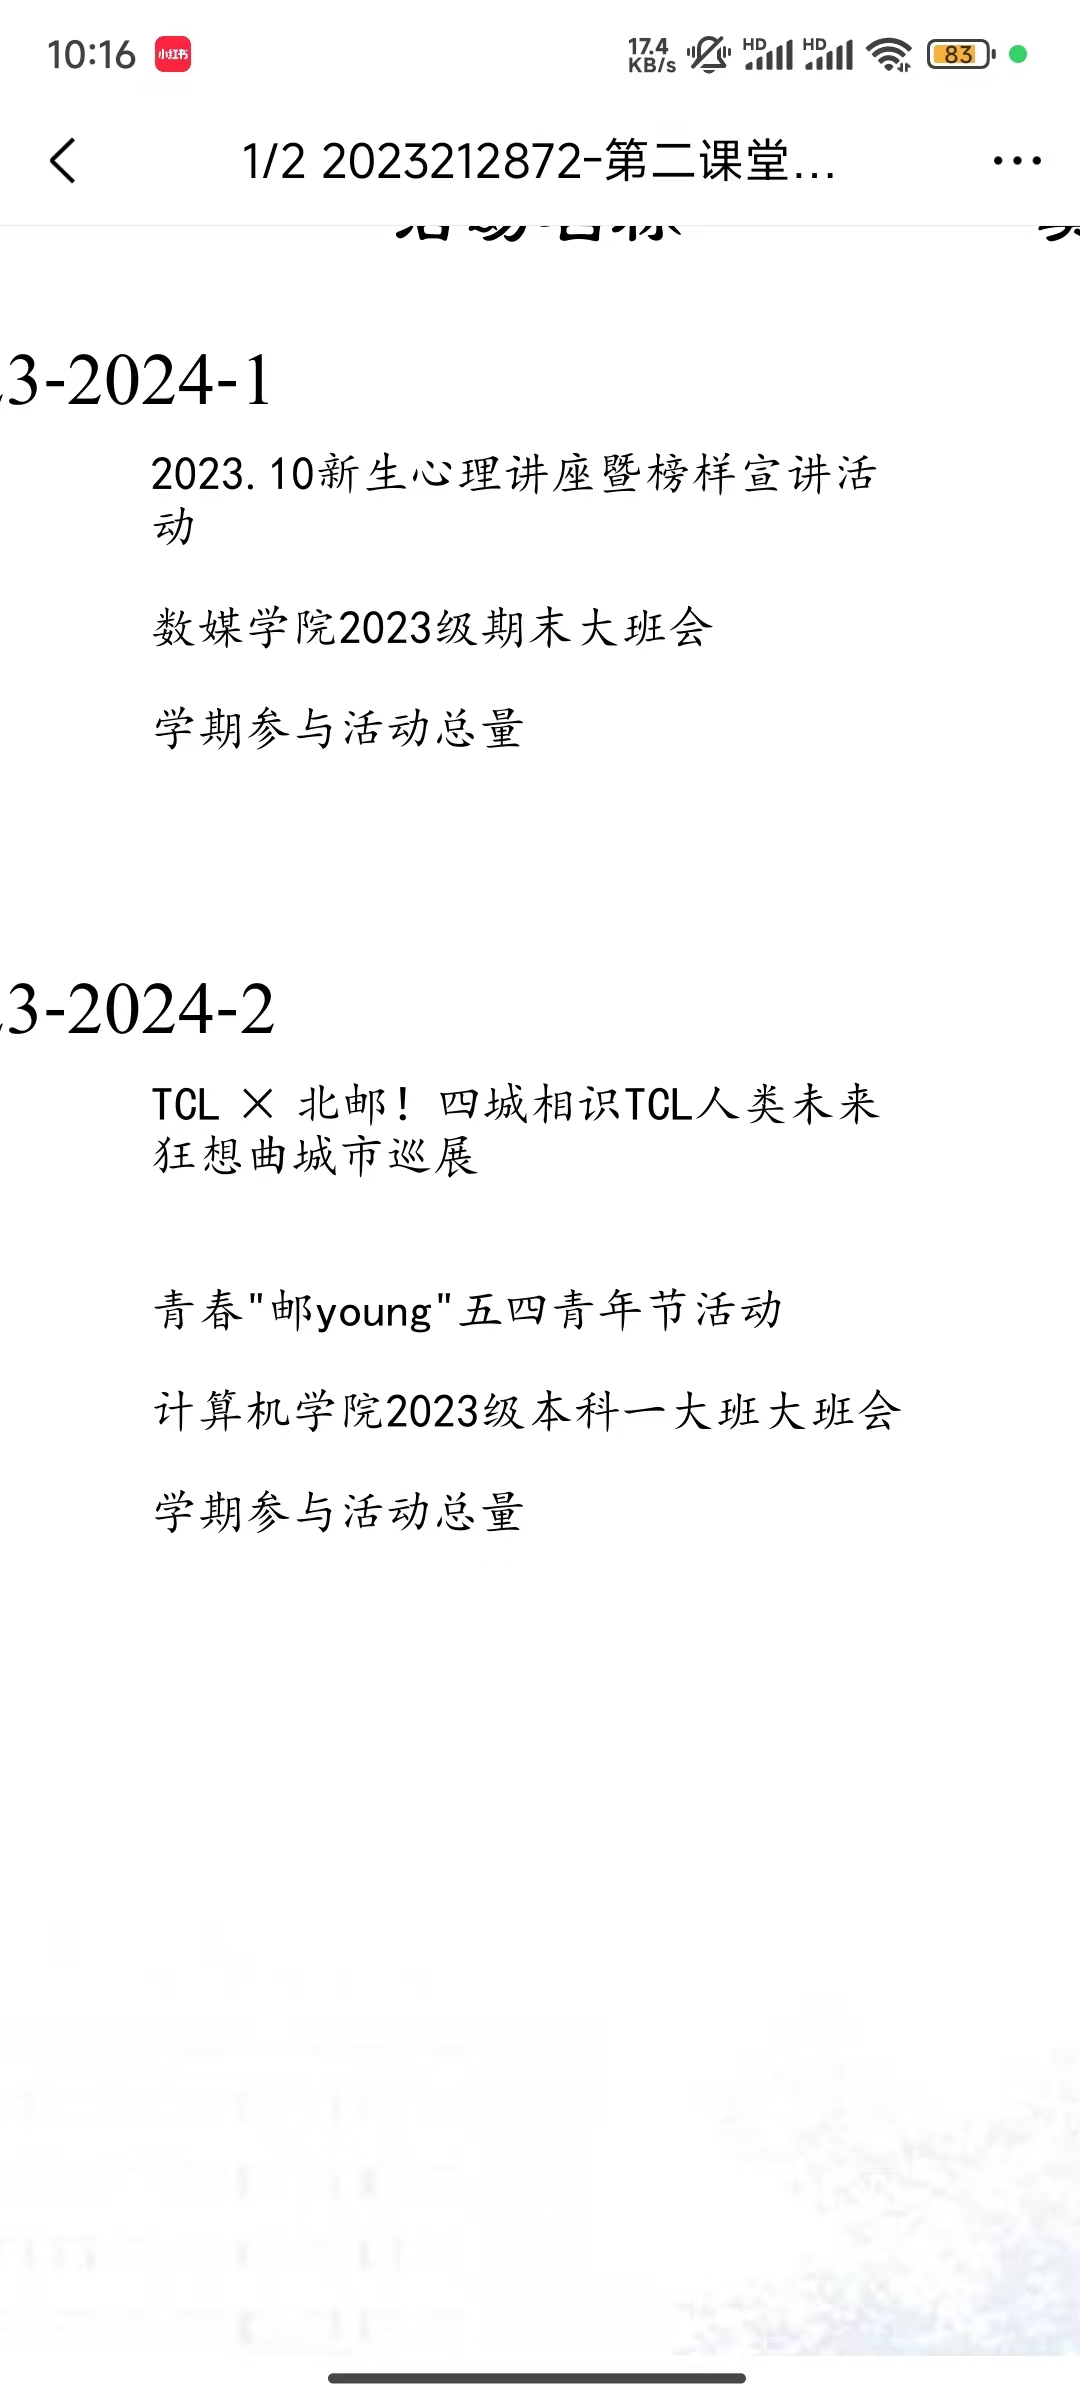 10:16 小红书 17.4 KB/s HD HD 83
1/2 2023212872-第二课堂...
活动名称
3-2024-1
2023.10新生心理讲座暨榜样宣讲活
动
数媒学院2023级期末大班会
学期参与活动总量
3-2024-2
TCL × 北邮！四城相识TCL人类未来
狂想曲城市巡展
青春"邮young"五四青年节活动
计算机学院2023级本科一大班大班会
学期参与活动总量